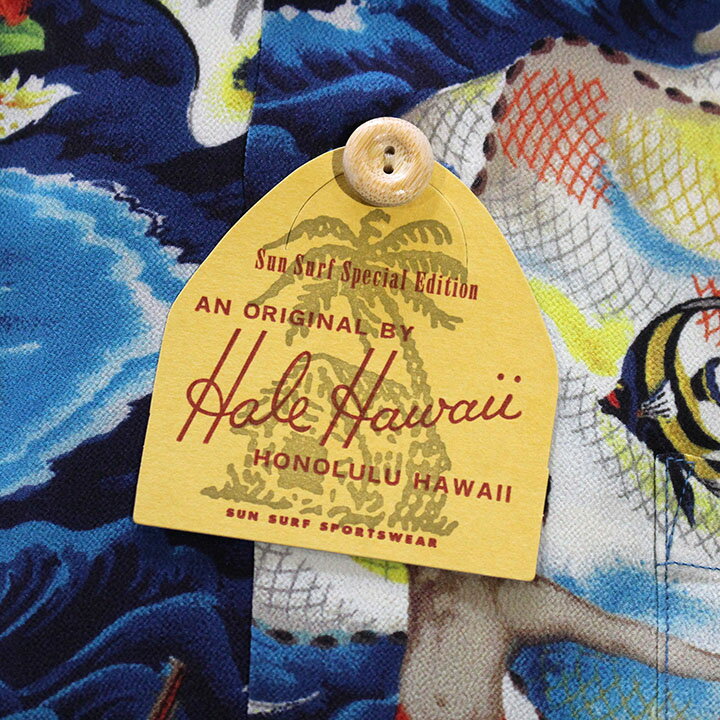 Sun Surf Special Edition
AN ORIGINAL BY
Hale Hawaii
HONOLULU HAWAII
SUN SURF SPORTSWEAR